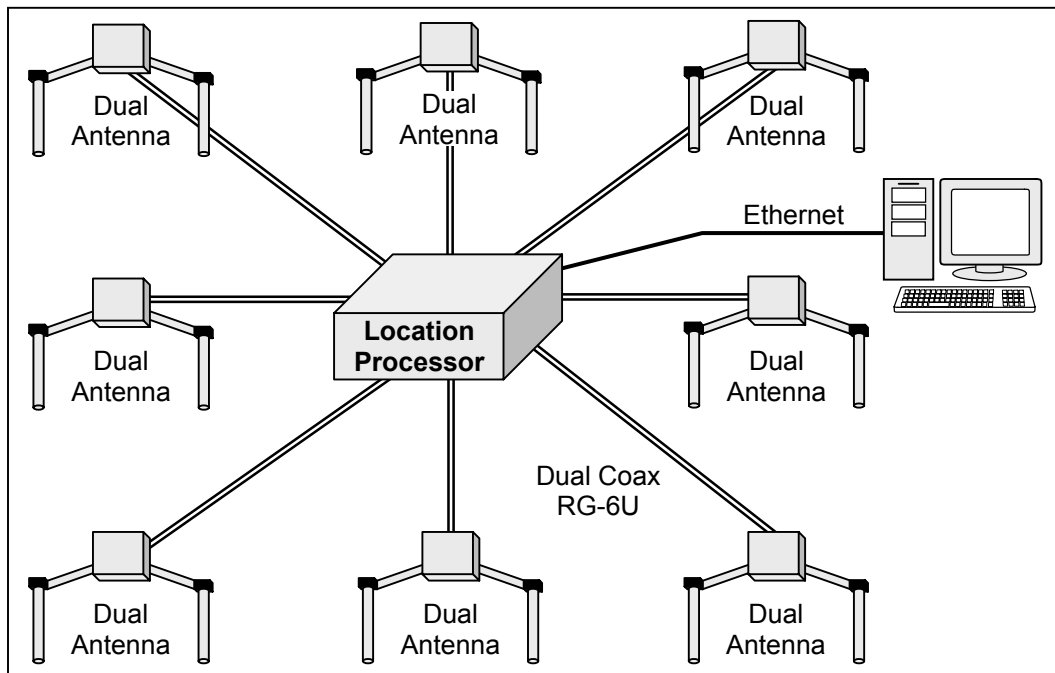 Dual
Antenna
Dual
Antenna
Dual
Antenna
Ethernet
Dual
Antenna
Location
Processor
Dual
Antenna
Dual Coax
RG-6U
Dual
Antenna
Dual
Antenna
Dual
Antenna